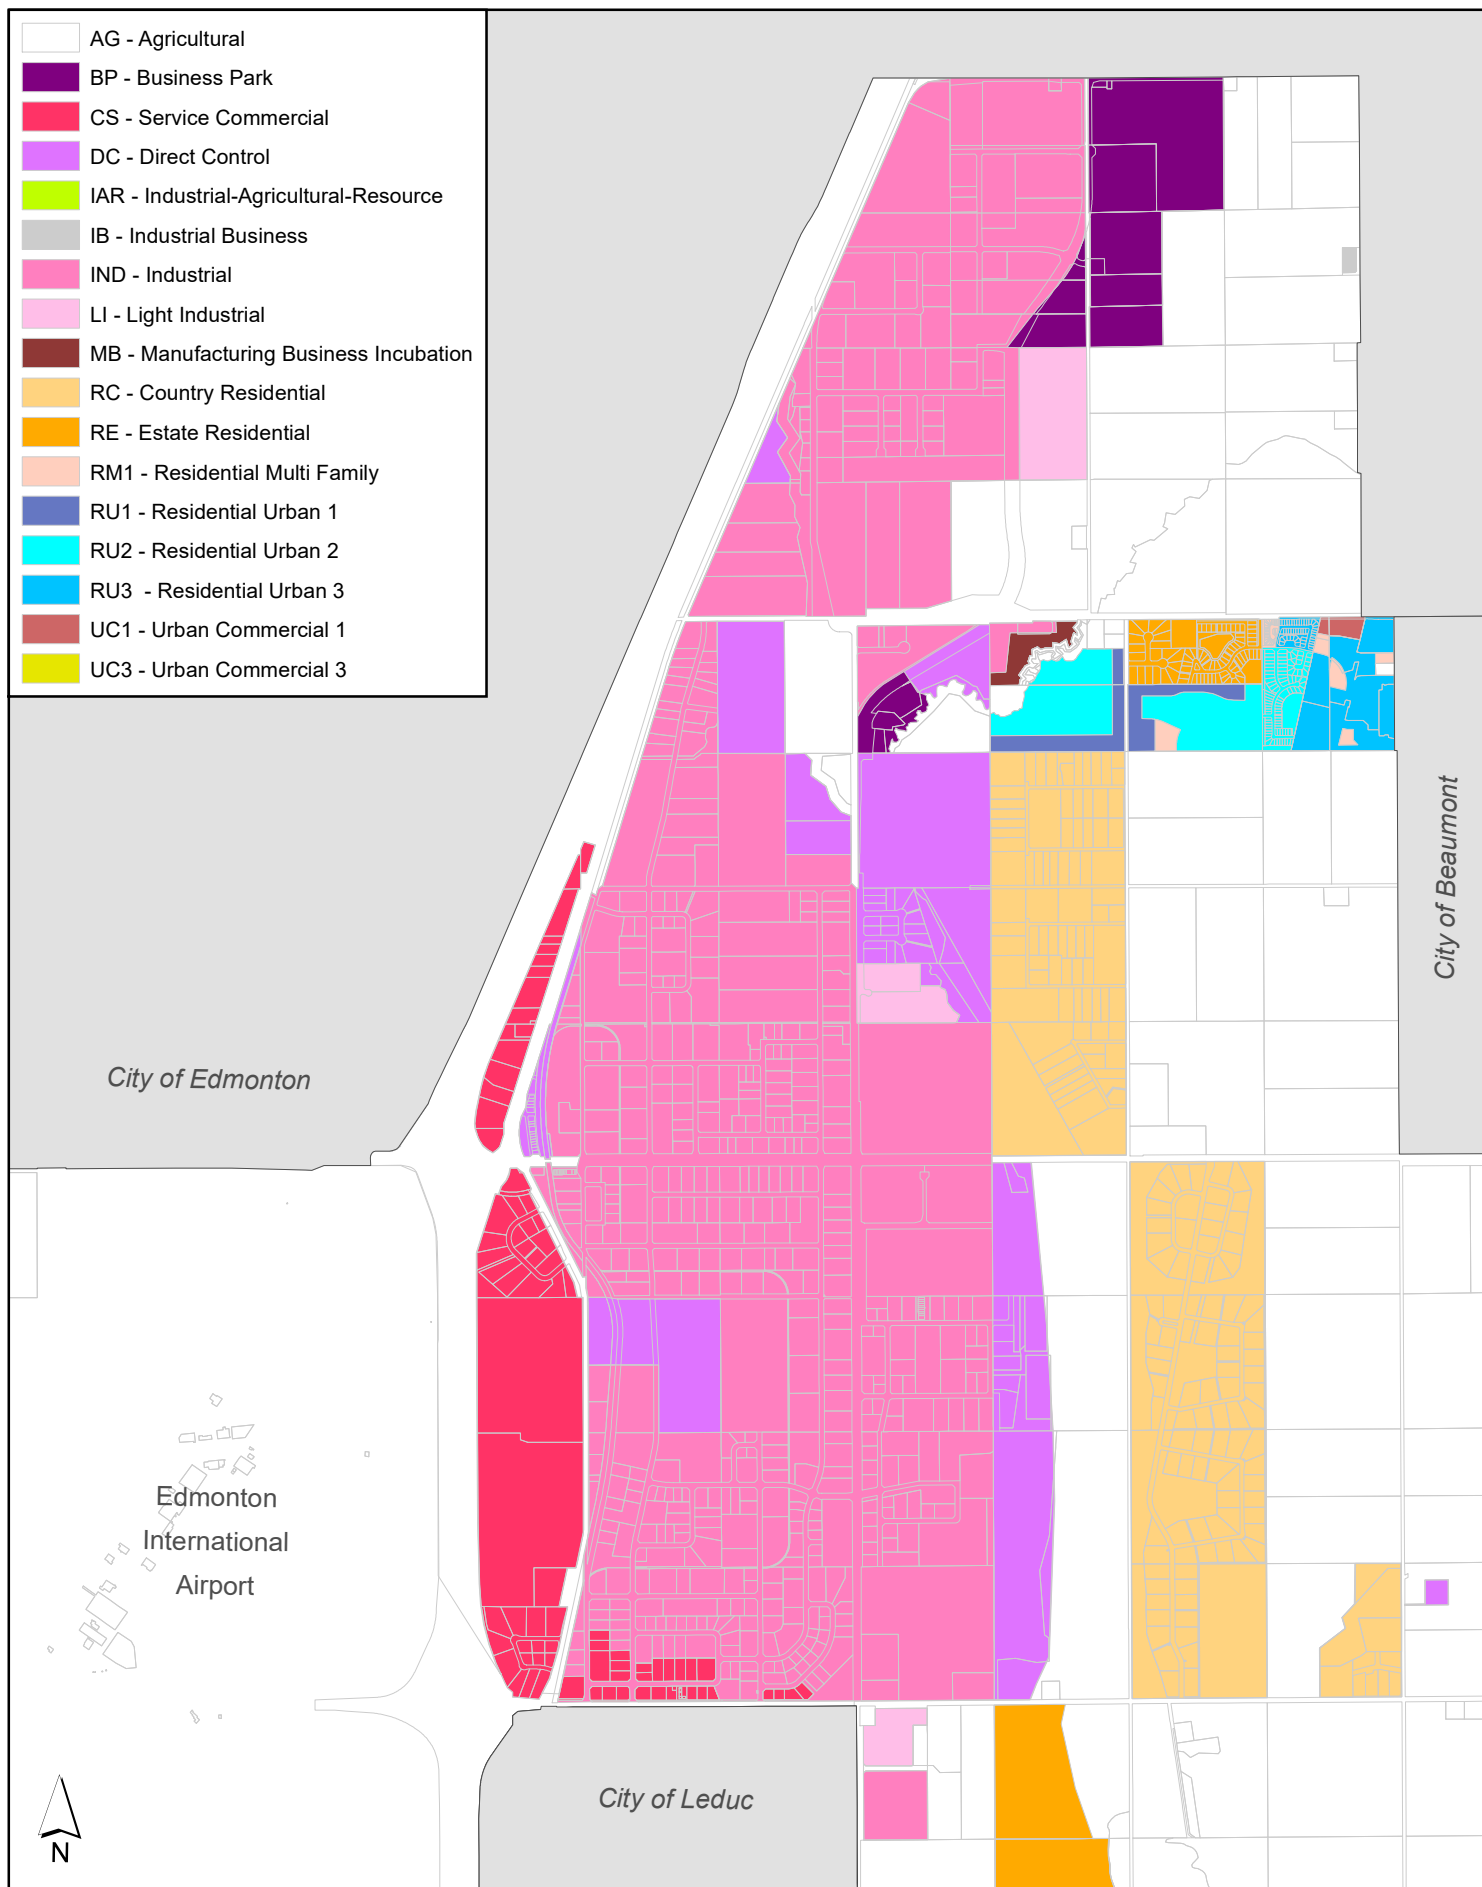 AG - Agricultural
BP - Business Park
CS - Service Commercial
DC - Direct Control
IAR - Industrial-Agricultural-Resource
IB - Industrial Business
IND - Industrial
LI - Light Industrial
MB - Manufacturing Business Incubation
RC - Country Residential
RE - Estate Residential
RM1 - Residential Multi Family
RU1 - Residential Urban 1
RU2 - Residential Urban 2
RU3  - Residential Urban 3
UC1 - Urban Commercial 1
UC3 - Urban Commercial 3
City of Beaumont
City of Edmonton
Edmonton
International
Airport
City of Leduc
N